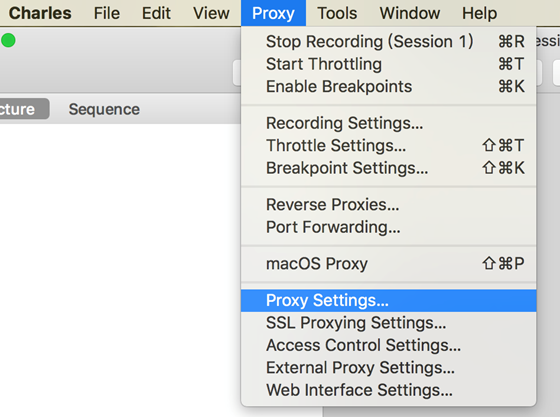 Charles File Edit View Proxy Tools Window Help
Stop Recording (Session 1) ⌘R
Start Throttling ⌘T
Enable Breakpoints ⌘K
Recording Settings...
Throttle Settings... ⇧⌘T
Breakpoint Settings... ⇧⌘K
Reverse Proxies...
Port Forwarding...
macOS Proxy ⇧⌘P
Proxy Settings...
SSL Proxying Settings...
Access Control Settings...
External Proxy Settings...
Web Interface Settings...
cture Sequence
essi